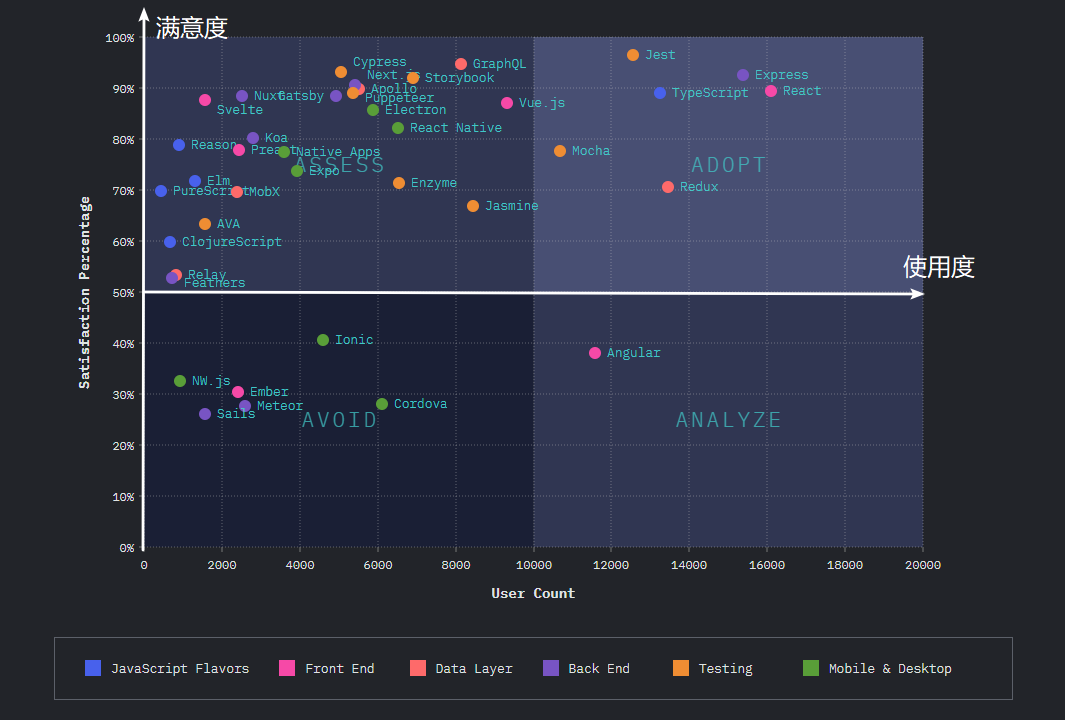 满意度
100%
Cypress
Jest
GraphQL
Next.js
Storybook
Express
90%
Apollo
React
TypeScript
Nuxt
Gatsby
Puppeteer
Vue.js
Svelte
Electron
React Native
80%
Koa
Reason
Preact
Native Apps
Mocha
ASSESS
ADOPT
Expo
Elm
Enzyme
Redux
70%
PureScript
MobX
Jasmine
AVA
60%
ClojureScript
使用度
Relay
Feathers
50%
Satisfaction Percentage
40%
Ionic
Angular
NW.js
30%
Ember
Meteor
Cordova
Sails
AVOID
ANALYZE
20%
10%
0%
0 2000 4000 6000 8000 10000 12000 14000 16000 18000 20000
User Count
JavaScript Flavors Front End Data Layer Back End Testing Mobile & Desktop